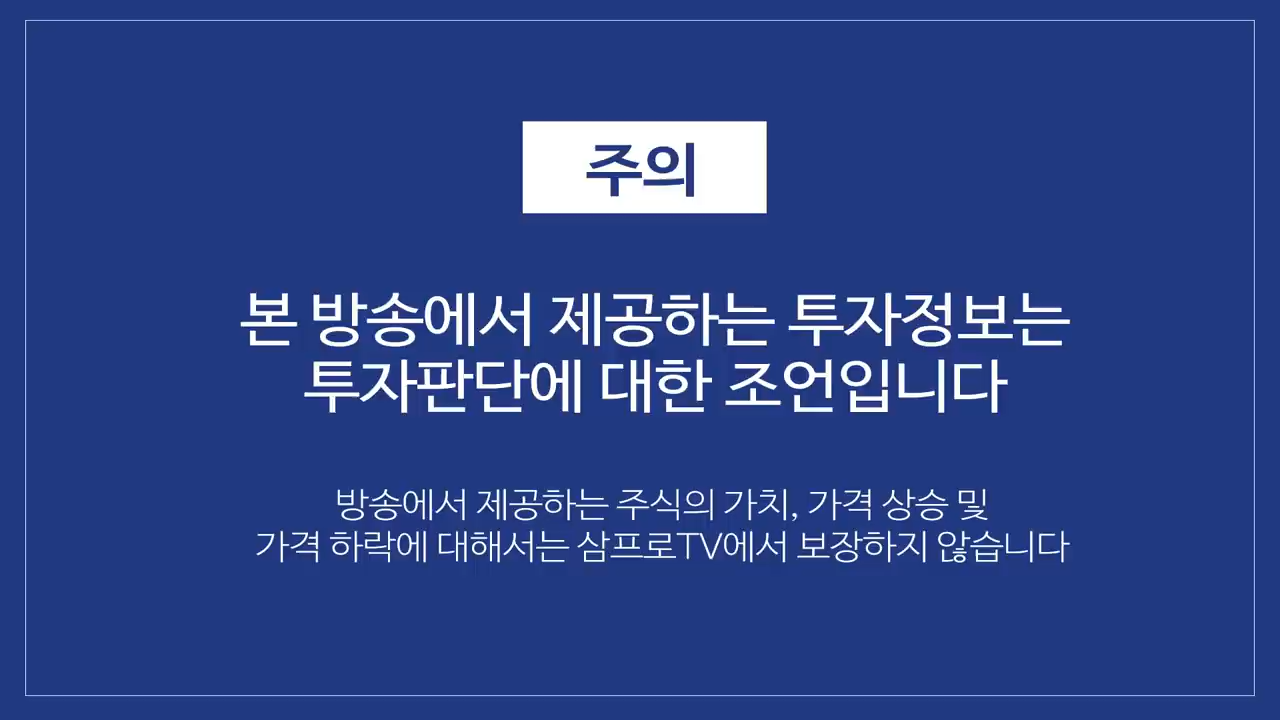 주의
본 방송에서 제공하는 투자정보는
투자판단에 대한 조언입니다
방송에서 제공하는 주식의 가치, 가격 상승 및
가격 하락에 대해서는 삼프로TV에서 보장하지 않습니다